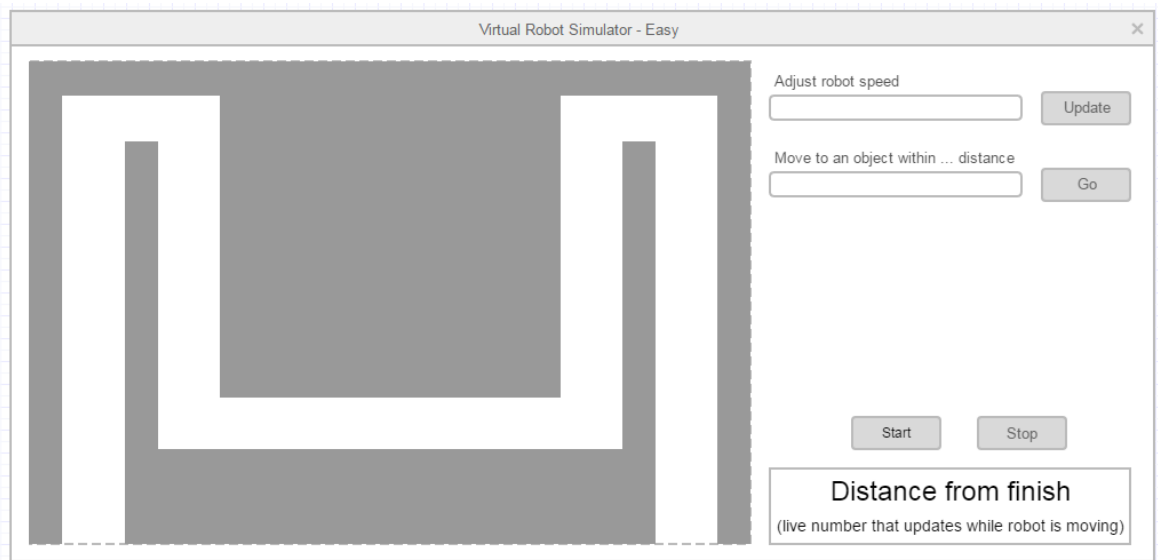 Virtual Robot Simulator - Easy
Adjust robot speed
Update
Move to an object within ... distance
Go
Start
Stop
Distance from finish
(live number that updates while robot is moving)